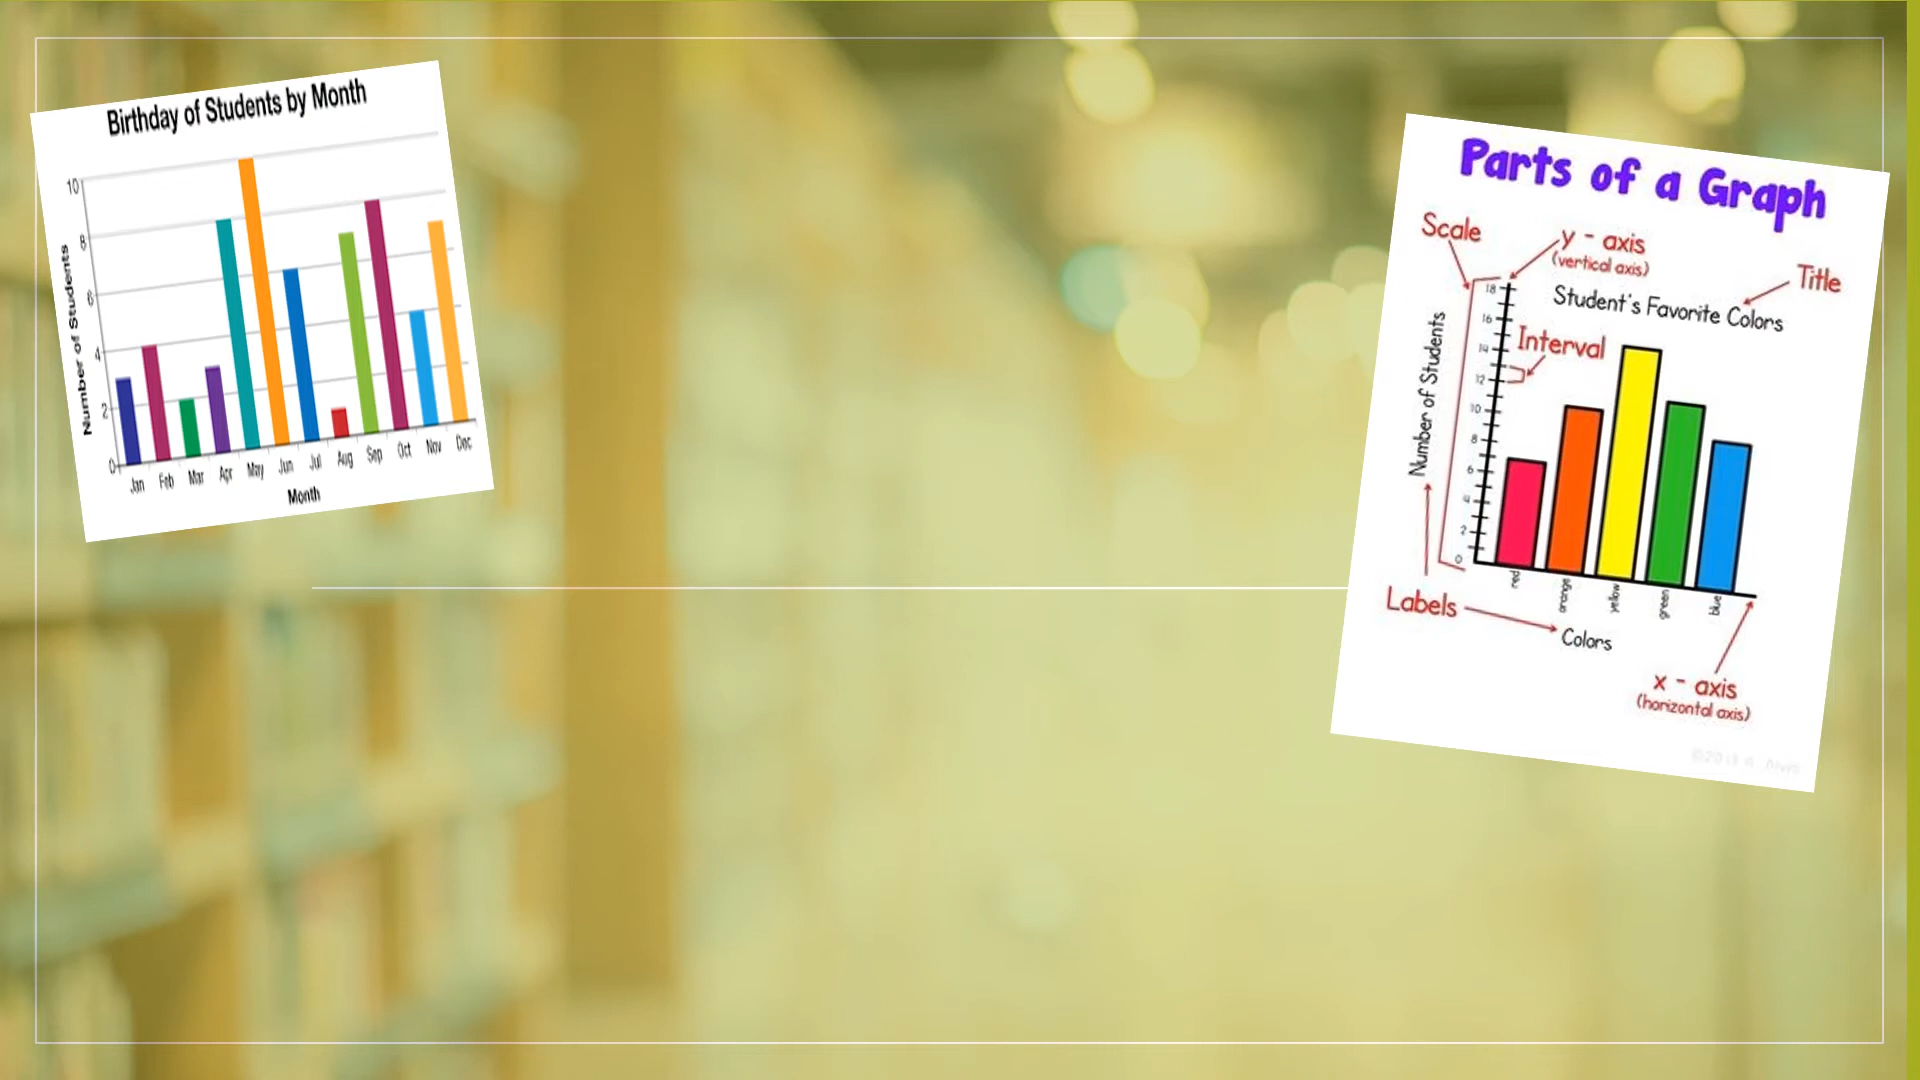 Birthday of Students by Month
10
8
6
4
2
0
Number of Students
Jan Feb Mar Apr May Jun Jul Aug Sep Oct Nov Dec
Month
Parts of a Graph
Scale
y - axis
(vertical axis)
Title
Student's Favorite Colors
Interval
Number of Students
18
16
14
12
10
8
6
4
2
0
red orange yellow green blue
Labels
Colors
x - axis
(horizontal axis)